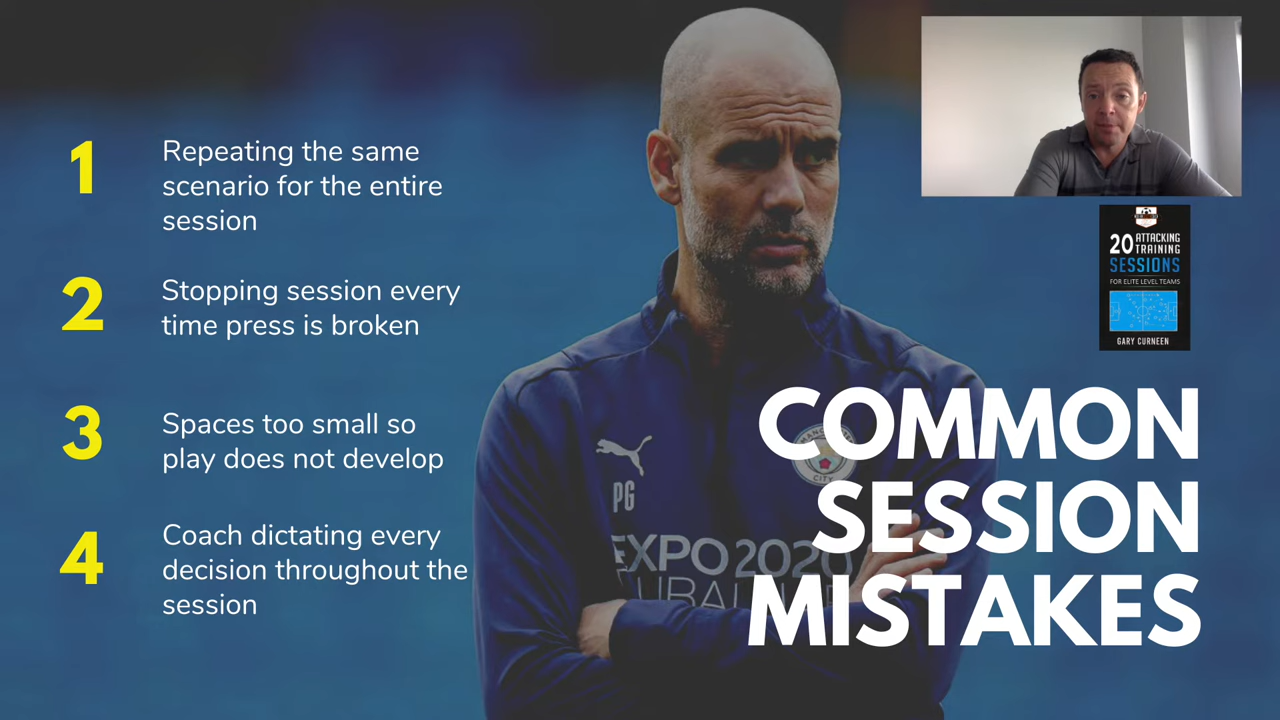 1
Repeating the same
scenario for the entire
session
2
Stopping session every
time press is broken
3
Spaces too small so
play does not develop
4
Coach dictating every
decision throughout the
session
20 ATTACKING
TRAINING
SESSIONS
FOR ELITE LEVEL TEAMS
GARY CURNEEN
COMMON
SESSION
MISTAKES
PG
CITY
EXPO 2020